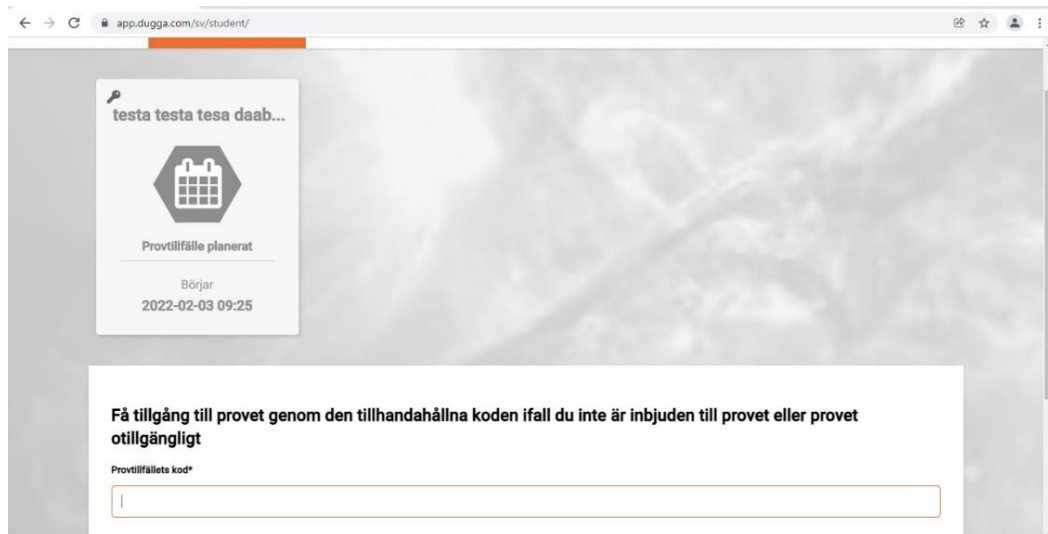 app.dugga.com/sv/student/
testa testa tesa daab...
Provtillfälle planerat
Börjar
2022-02-03 09:25
Få tillgång till provet genom den tillhandahållna koden ifall du inte är inbjuden till provet eller provet
otillgängligt
Provtillfällets kod*